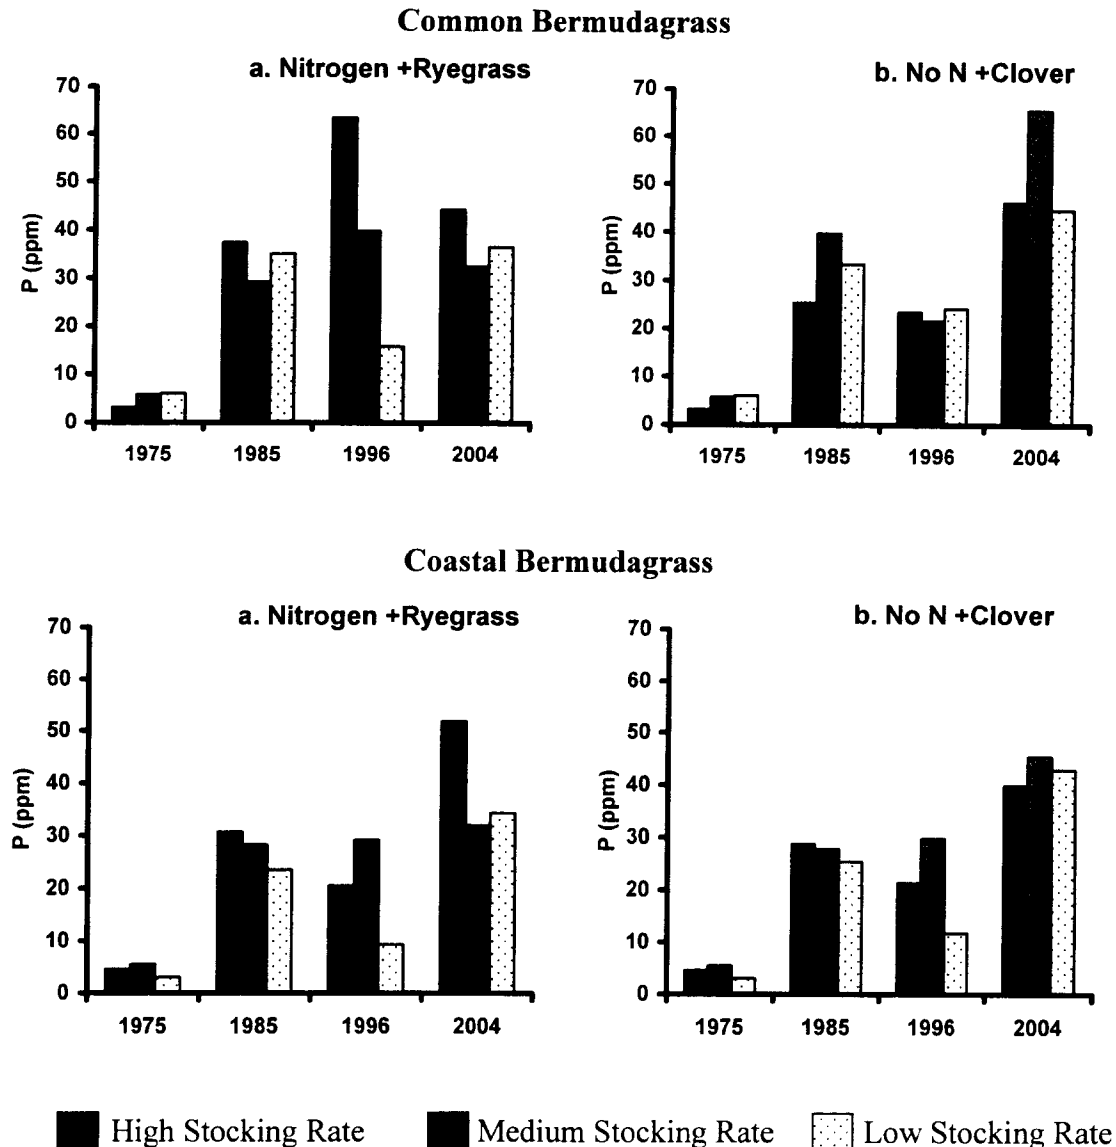 Common Bermudagrass
a. Nitrogen +Ryegrass
70
60
50
40
30
20
10
0
P (ppm)
1975 1985 1996 2004
b. No N +Clover
70
60
50
40
30
20
10
0
P (ppm)
1975 1985 1996 2004
Coastal Bermudagrass
a. Nitrogen +Ryegrass
70
60
50
40
30
20
10
0
P (ppm)
1975 1985 1996 2004
b. No N +Clover
70
60
50
40
30
20
10
0
P (ppm)
1975 1985 1996 2004
High Stocking Rate Medium Stocking Rate Low Stocking Rate